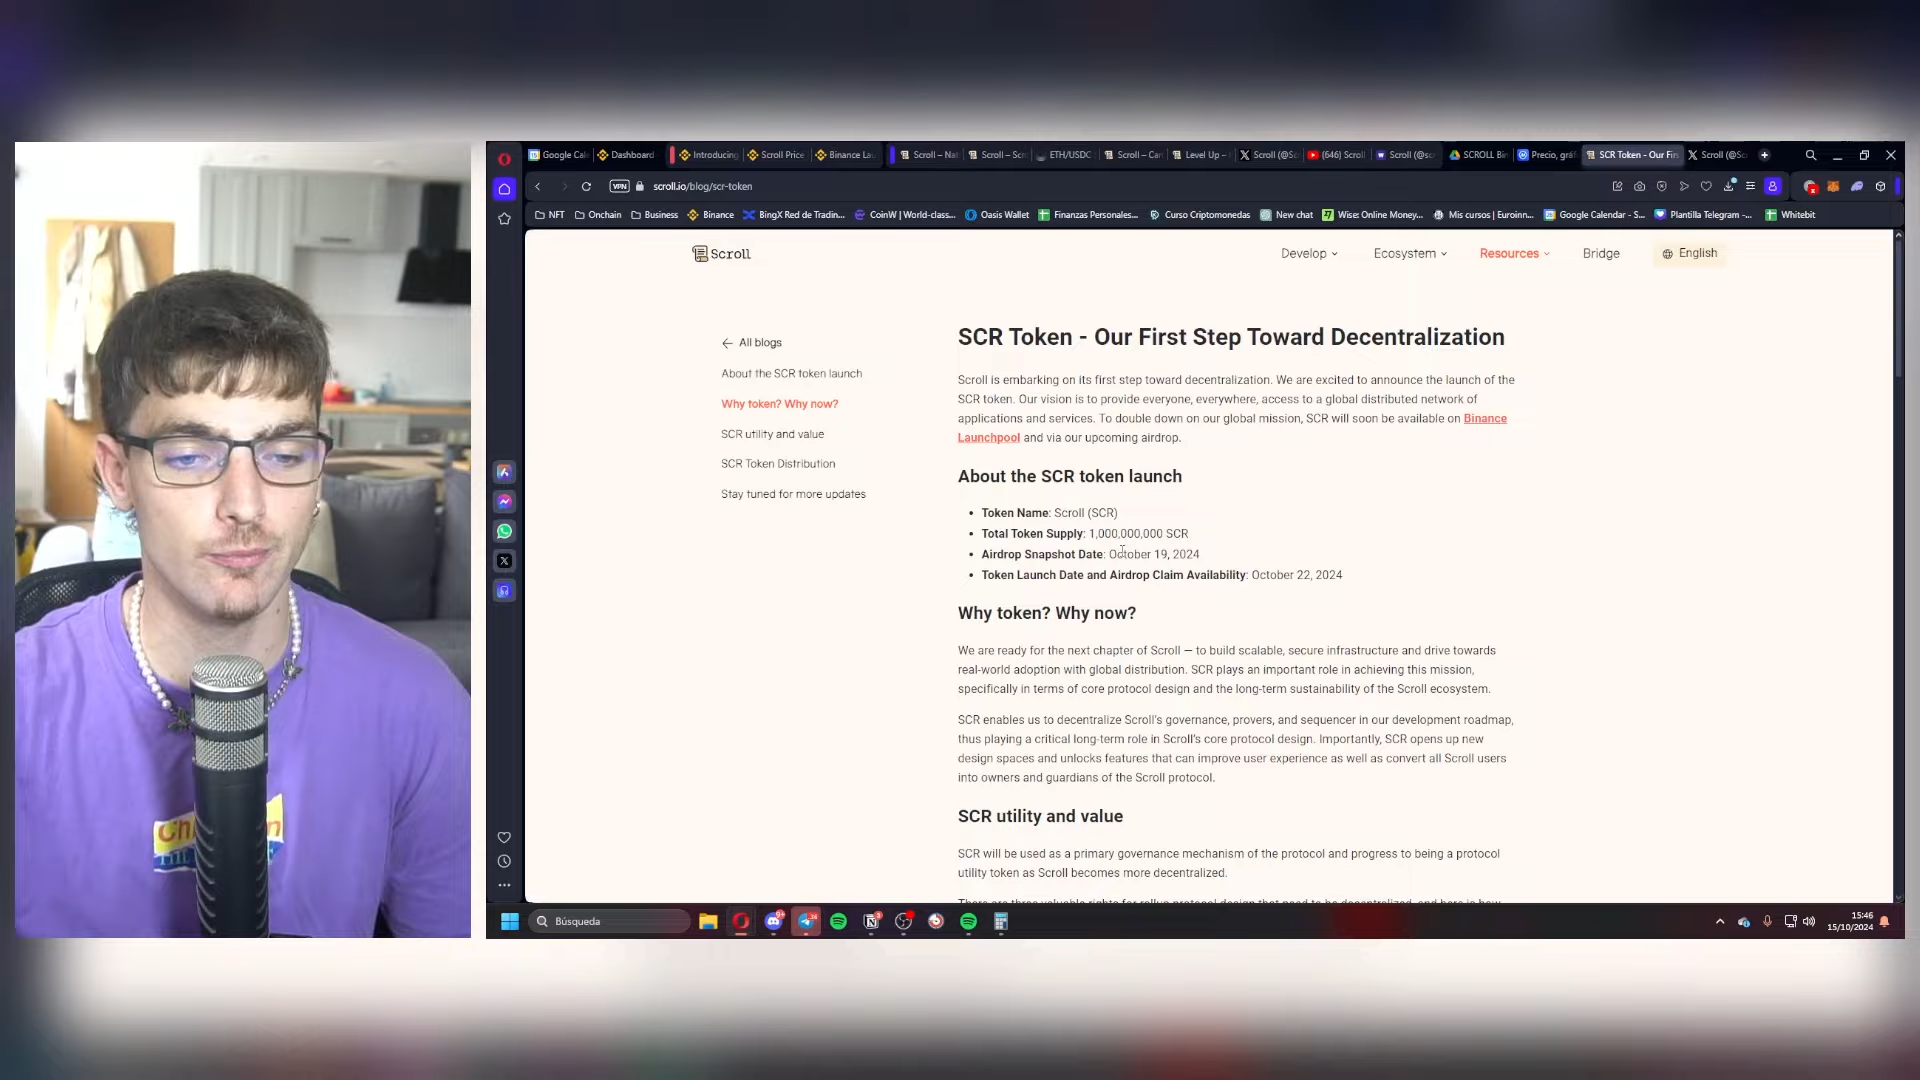 Google Cal
Dashboard
Introducing
Scroll Price
Binance La
Scroll – Na
Scroll – Scr
ETH/USDC
Scroll – Can
Level Up –
Scroll (@Sc
(646) Scroll
Scroll (@sc
SCROLL Bin
Precio, gráf
SCR Token - Our Firs
Scroll (@Sc
VPN
scroll.io/blog/scr-token
NFT
Onchain
Business
Binance
BingX Red de Tradin...
CoinW | World-class...
Oasis Wallet
Finanzas Personales...
Curso Criptomonedas
New chat
Wise: Online Money...
Mis cursos | Euroinn...
Google Calendar - S...
Plantilla Telegram -...
Whitebit
Scroll
Develop
Ecosystem
Resources
Bridge
English
All blogs
About the SCR token launch
Why token? Why now?
SCR utility and value
SCR Token Distribution
Stay tuned for more updates
SCR Token - Our First Step Toward Decentralization
Scroll is embarking on its first step toward decentralization. We are excited to announce the launch of the
SCR token. Our vision is to provide everyone, everywhere, access to a global distributed network of
applications and services. To double down on our global mission, SCR will soon be available on Binance
Launchpool and via our upcoming airdrop.
About the SCR token launch
• Token Name: Scroll (SCR)
• Total Token Supply: 1,000,000,000 SCR
• Airdrop Snapshot Date: October 19, 2024
• Token Launch Date and Airdrop Claim Availability: October 22, 2024
Why token? Why now?
We are ready for the next chapter of Scroll — to build scalable, secure infrastructure and drive towards
real-world adoption with global distribution. SCR plays an important role in achieving this mission,
specifically in terms of core protocol design and the long-term sustainability of the Scroll ecosystem.
SCR enables us to decentralize Scroll's governance, provers, and sequencer in our development roadmap,
thus playing a critical long-term role in Scroll's core protocol design. Importantly, SCR opens up new
design spaces and unlocks features that can improve user experience as well as convert all Scroll users
into owners and guardians of the Scroll protocol.
SCR utility and value
SCR will be used as a primary governance mechanism of the protocol and progress to being a protocol
utility token as Scroll becomes more decentralized.
Búsqueda
15:46
15/10/2024